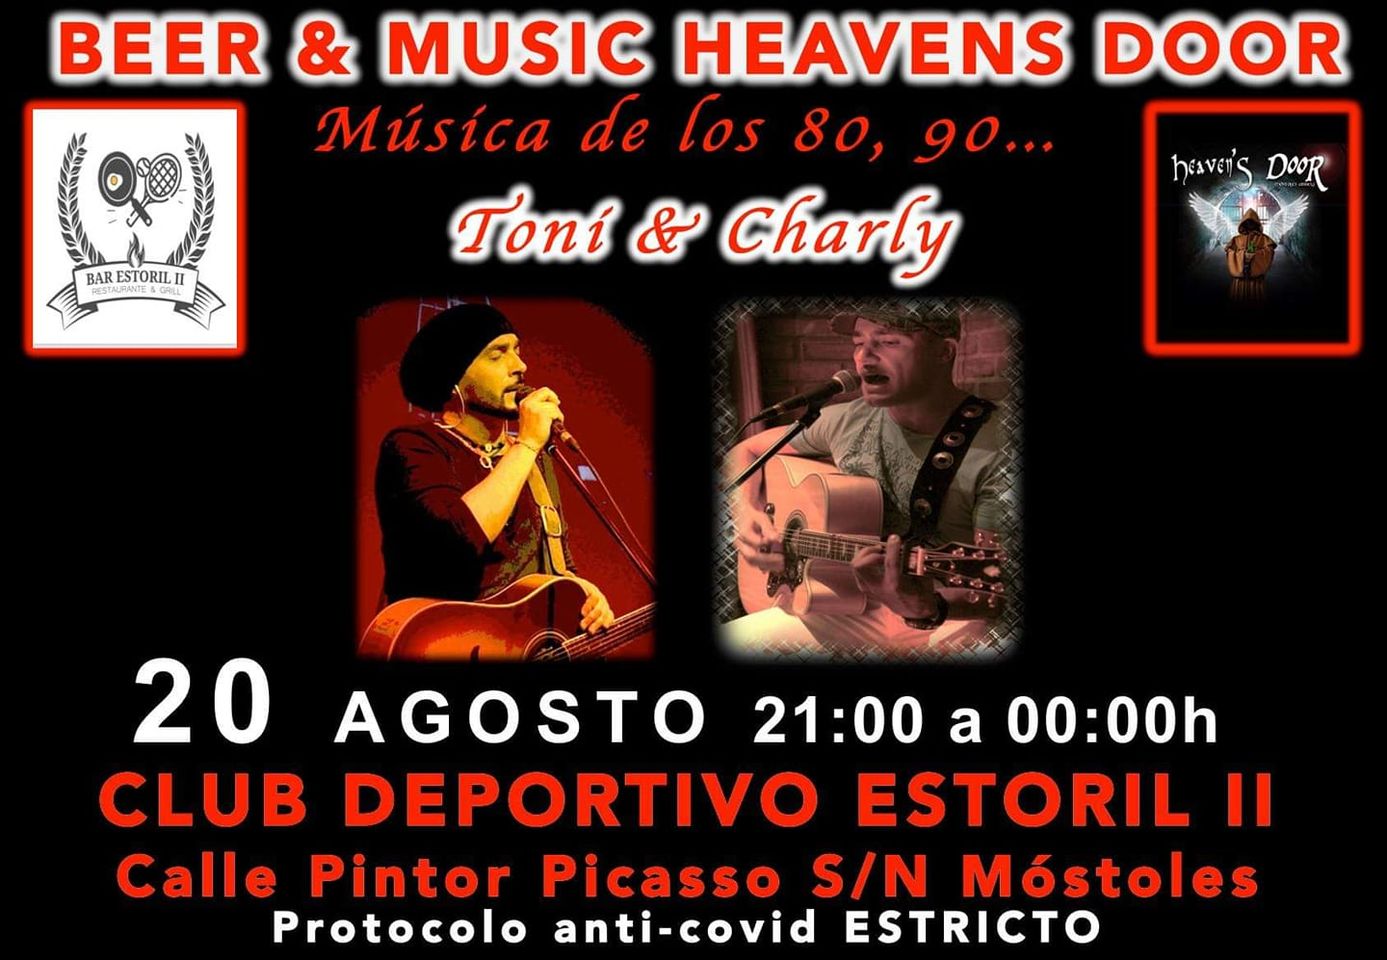 BEER & MUSIC HEAVENS DOOR
Música de los 80, 90...
Toni & Charly
BAR ESTORIL II
RESTAURANTE & GRILL
heaven's Door
20 AGOSTO 21:00 a 00:00h
CLUB DEPORTIVO ESTORIL II
Calle Pintor Picasso S/N Móstoles
Protocolo anti-covid ESTRICTO